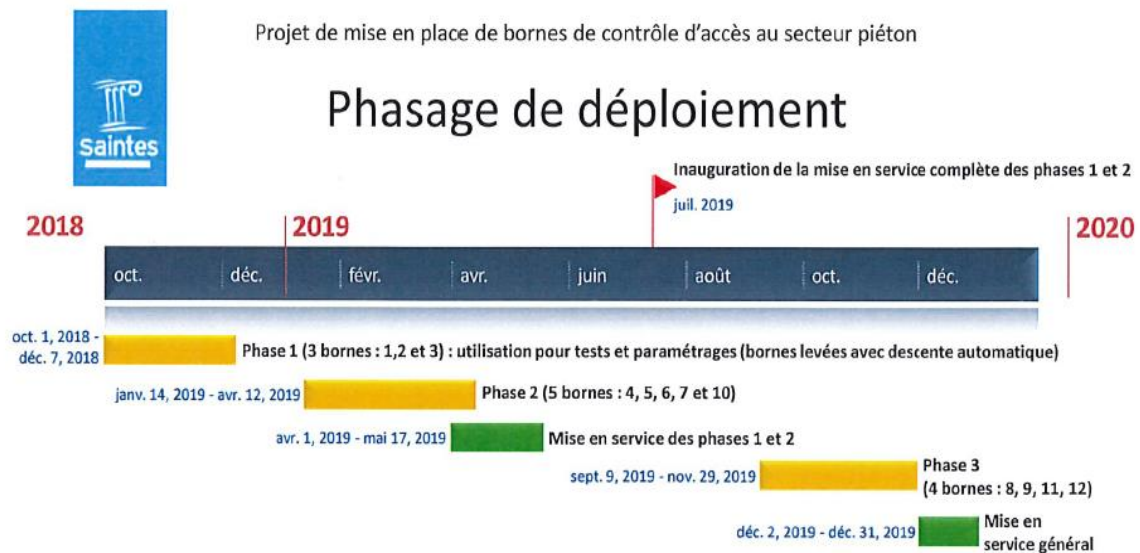 Projet de mise en place de bornes de contrôle d'accès au secteur piéton
saintes
Phasage de déploiement
Inauguration de la mise en service complète des phases 1 et 2
juil. 2019
2018
2019
2020
oct. déc. févr. avr. juin août oct. déc.
oct. 1, 2018 -
déc. 7, 2018
Phase 1 (3 bornes : 1,2 et 3) : utilisation pour tests et paramétrages (bornes levées avec descente automatique)
janv. 14, 2019 - avr. 12, 2019
Phase 2 (5 bornes : 4, 5, 6, 7 et 10)
avr. 1, 2019 - mai 17, 2019
Mise en service des phases 1 et 2
sept. 9, 2019 - nov. 29, 2019
Phase 3
(4 bornes : 8, 9, 11, 12)
déc. 2, 2019 - déc. 31, 2019
Mise en
service général